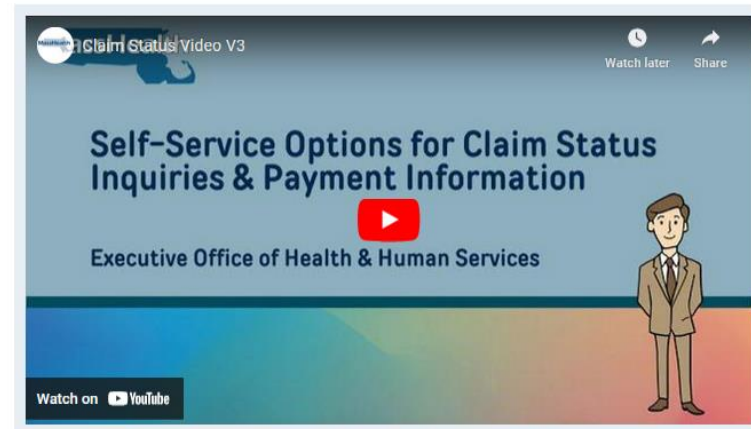 MassHealth
Claim Status Video V3
Watch later
Share
Self-Service Options for Claim Status
Inquiries & Payment Information
Executive Office of Health & Human Services
Watch on YouTube